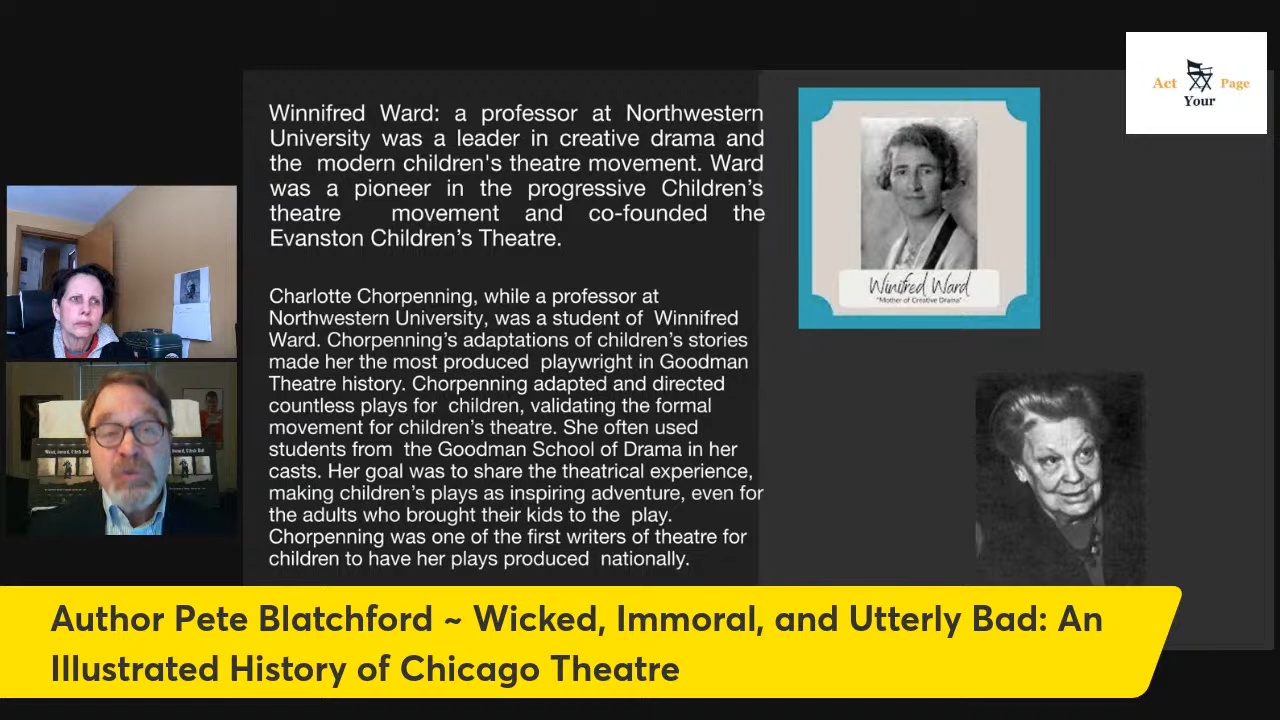 Act Your Page
Winnifred Ward: a professor at Northwestern
University was a leader in creative drama and
the modern children's theatre movement. Ward
was a pioneer in the progressive Children's
theatre movement and co-founded the
Evanston Children's Theatre.
Winifred Ward
"Mother of Creative Drama"
Charlotte Chorpenning, while a professor at
Northwestern University, was a student of Winnifred
Ward. Chorpenning's adaptations of children's stories
made her the most produced playwright in Goodman
Theatre history. Chorpenning adapted and directed
countless plays for children, validating the formal
movement for children's theatre. She often used
students from the Goodman School of Drama in her
casts. Her goal was to share the theatrical experience,
making children's plays as inspiring adventure, even for
the adults who brought their kids to the play.
Chorpenning was one of the first writers of theatre for
children to have her plays produced nationally.
Author Pete Blatchford ~ Wicked, Immoral, and Utterly Bad: An
Illustrated History of Chicago Theatre